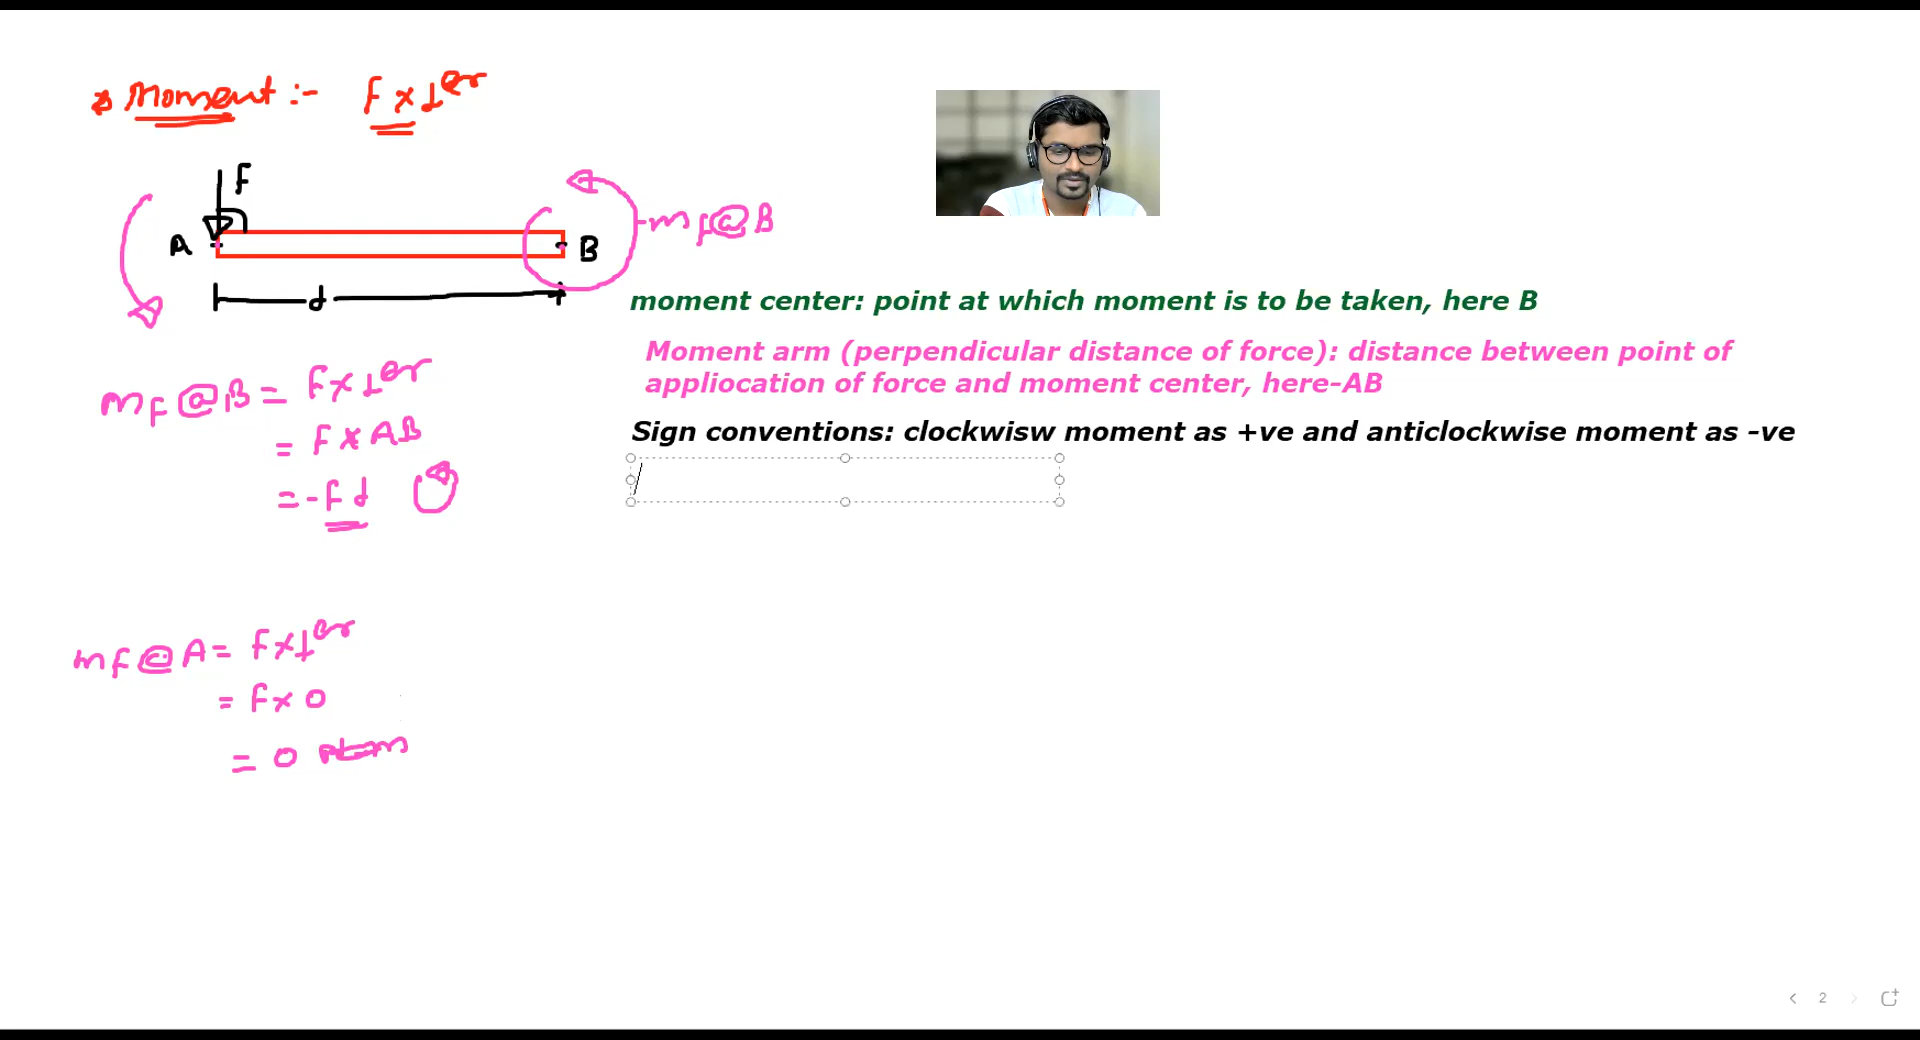 * Moment :- F x ⊥er
F
A
B
MF@B
d
moment center: point at which moment is to be taken, here B
Moment arm (perpendicular distance of force): distance between point of
appliocation of force and moment center, here-AB
Sign conventions: clockwisw moment as +ve and anticlockwise moment as -ve
MF@B = F x ⊥er
= F x AB
= -Fd
MF@A = F x ⊥er
= F x 0
= 0
2